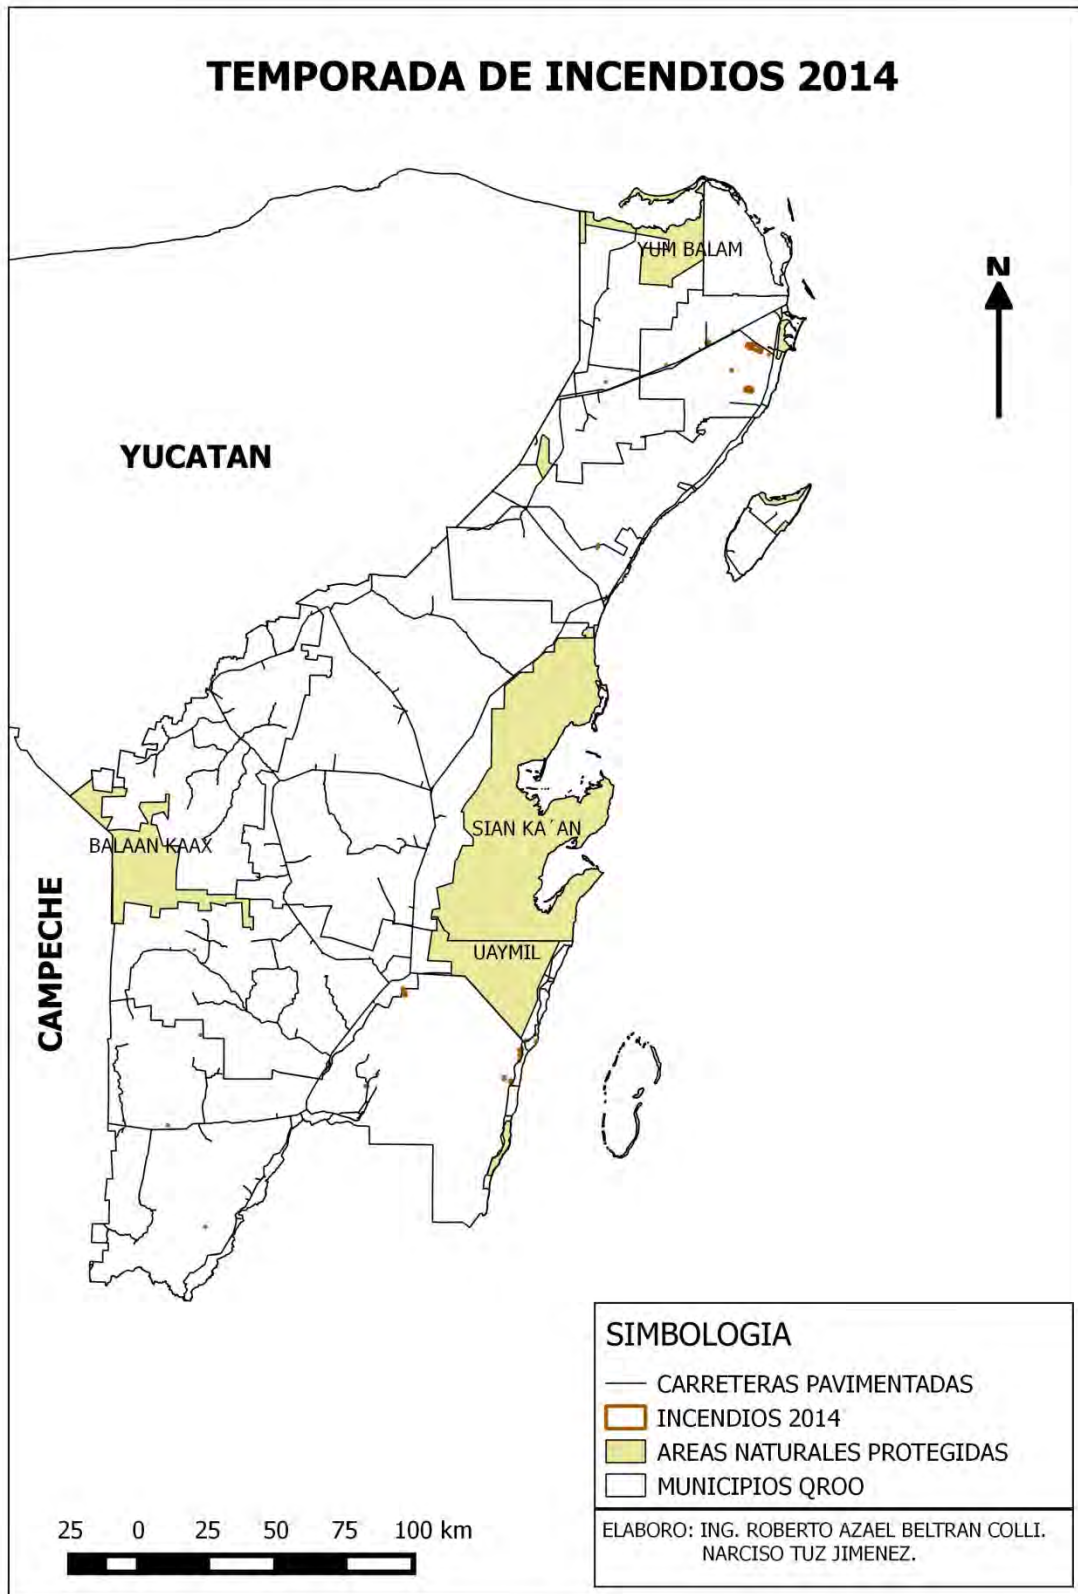 TEMPORADA DE INCENDIOS 2014
YUM BALAM
N
YUCATAN
SIAN KA´AN
BALAAN KAAX
CAMPECHE
UAYMIL
SIMBOLOGIA
CARRETERAS PAVIMENTADAS
INCENDIOS 2014
AREAS NATURALES PROTEGIDAS
MUNICIPIOS QROO
25 0 25 50 75 100 km
ELABORO: ING. ROBERTO AZAEL BELTRAN COLLI.
NARCISO TUZ JIMENEZ.